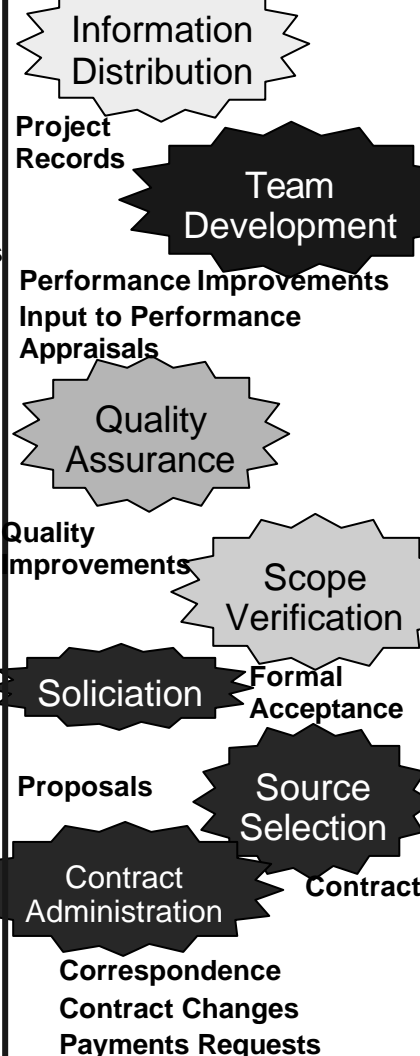 Information
Distribution
Project
Records
Team
Development
Performance Improvements
Input to Performance
Appraisals
Quality
Assurance
Quality
Improvements
Scope
Verification
Soliciation
Formal
Acceptance
Proposals
Source
Selection
Contract
Administration
Contract
Correspondence
Contract Changes
Payments Requests